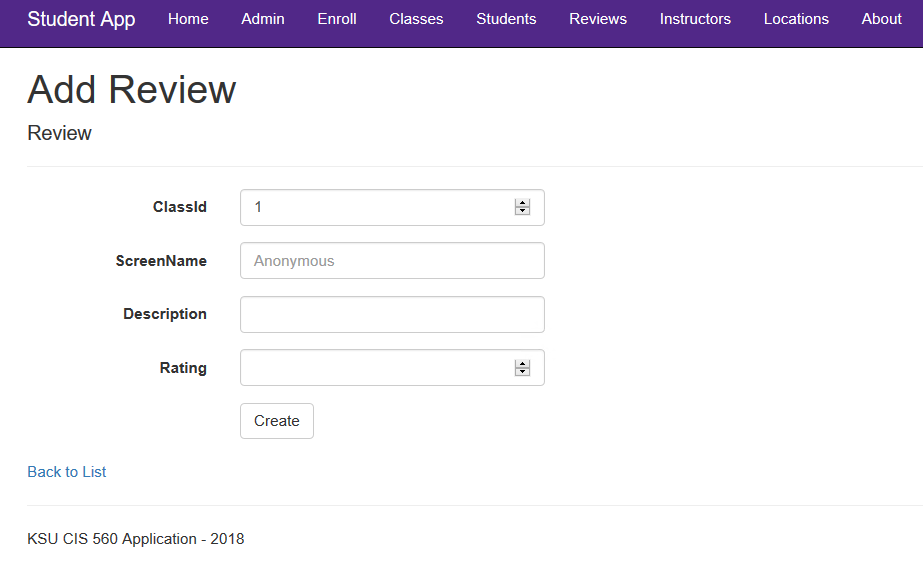 Student App Home Admin Enroll Classes Students Reviews Instructors Locations About
Add Review
Review
ClassId 1
ScreenName Anonymous
Description
Rating
Create
Back to List
KSU CIS 560 Application - 2018